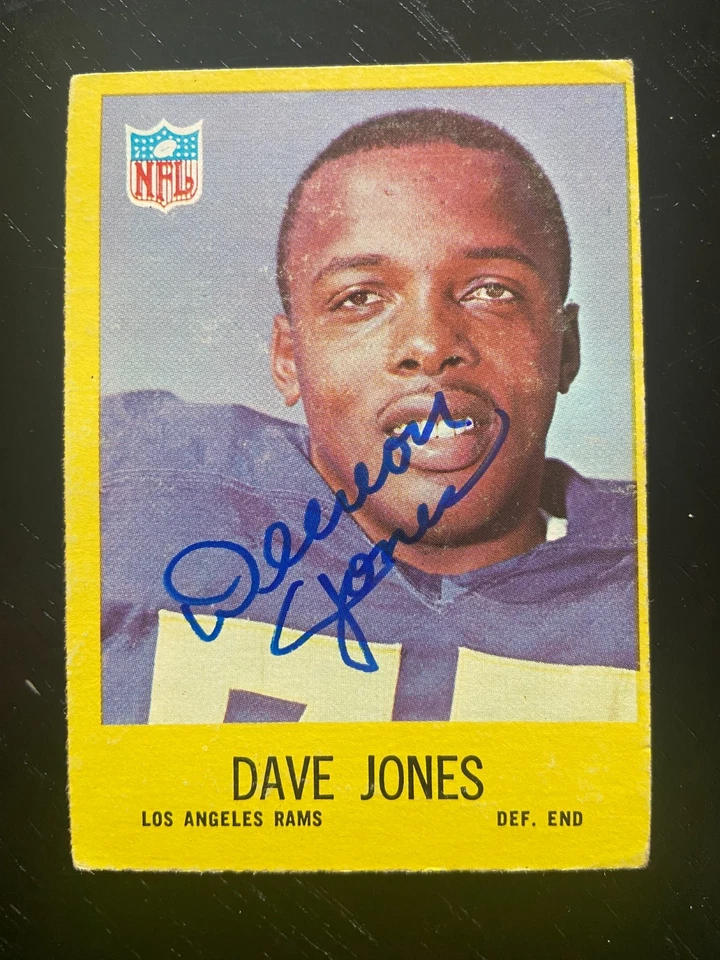 NFL
Deacon
Jones
DAVE JONES
LOS ANGELES RAMS DEF. END